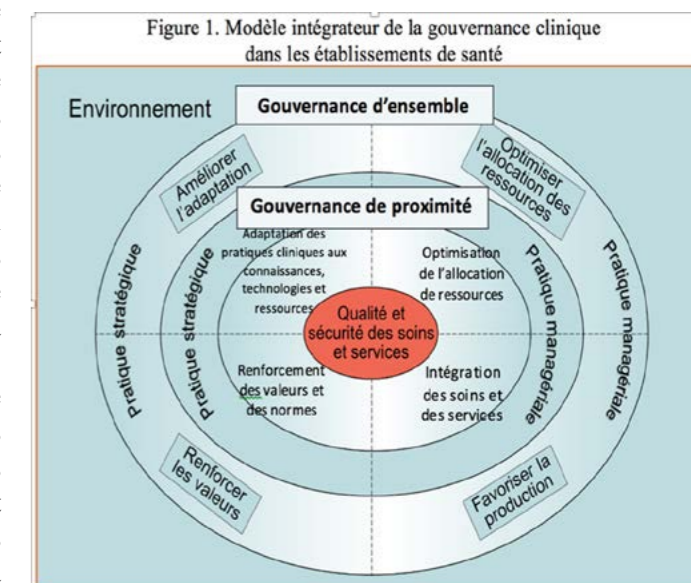 Figure 1. Modèle intégrateur de la gouvernance clinique
dans les établissements de santé
Environnement
Gouvernance d'ensemble
Améliorer
l'adaptation
Optimiser
l'allocation des
ressources
Gouvernance de proximité
Pratique stratégique
Pratique stratégique
Adaptation des
pratiques cliniques aux
connaissances,
technologies et
ressources
Optimisation
de l'allocation
de ressources
Pratique managériale
Pratique managériale
Qualité et
sécurité des soins
et services
Renforcement
des valeurs et
des normes
Intégration
des soins et
des services
Renforcer
les valeurs
Favoriser la
production